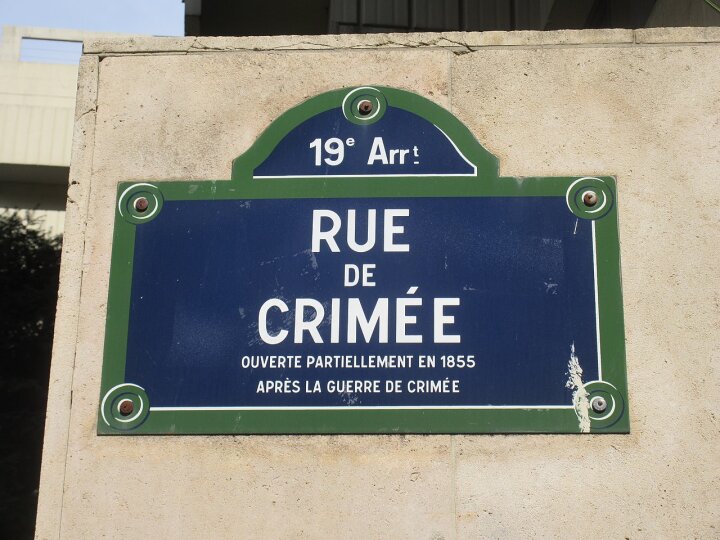 19e Arrt
RUE
DE
CRIMÉE
OUVERTE PARTIELLEMENT EN 1855
APRÈS LA GUERRE DE CRIMÉE